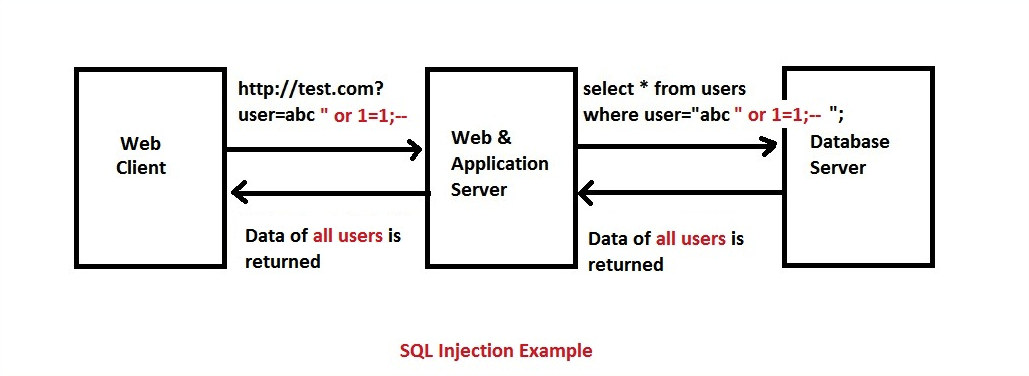 http://test.com?
user=abc " or 1=1;--
select * from users
where user="abc " or 1=1;-- ";
Web
Client
Web &
Application
Server
Database
Server
Data of all users is
returned
Data of all users is
returned
SQL Injection Example